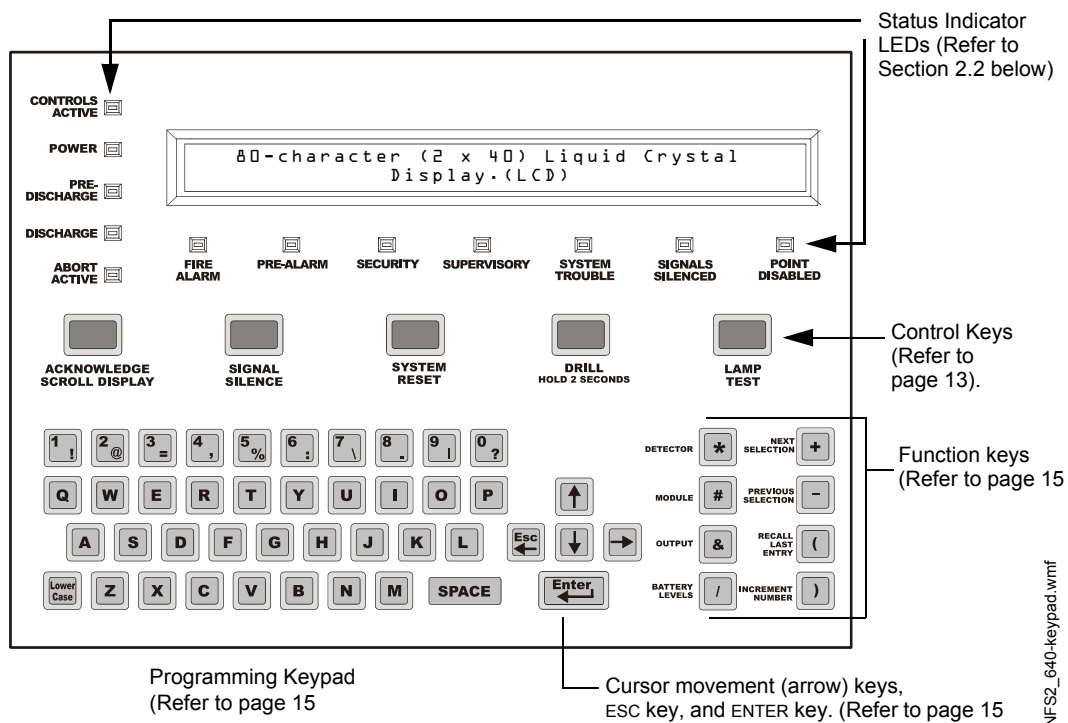 Status Indicator
LEDs (Refer to
Section 2.2 below)
CONTROLS
ACTIVE
POWER
PRE-
DISCHARGE
DISCHARGE
ABORT
ACTIVE
80-character (2 x 40) Liquid Crystal
Display.(LCD)
FIRE
ALARM
PRE-ALARM
SECURITY
SUPERVISORY
SYSTEM
TROUBLE
SIGNALS
SILENCED
POINT
DISABLED
ACKNOWLEDGE
SCROLL DISPLAY
SIGNAL
SILENCE
SYSTEM
RESET
DRILL
HOLD 2 SECONDS
LAMP
TEST
Control Keys
(Refer to
page 13).
1 ! 2 @ 3 = 4 , 5 % 6 : 7 \ 8 . 9 | 0 ?
Q W E R T Y U I O P
A S D F G H J K L
Esc
Lower
Case
Z X C V B N M SPACE
Enter
DETECTOR * NEXT
SELECTION +
MODULE # PREVIOUS
SELECTION -
OUTPUT & RECALL
LAST
ENTRY (
BATTERY
LEVELS / INCREMENT
NUMBER )
Function keys
(Refer to page 15
Programming Keypad
(Refer to page 15
Cursor movement (arrow) keys,
ESC key, and ENTER key. (Refer to page 15
NFS2_640-keypad.wmf